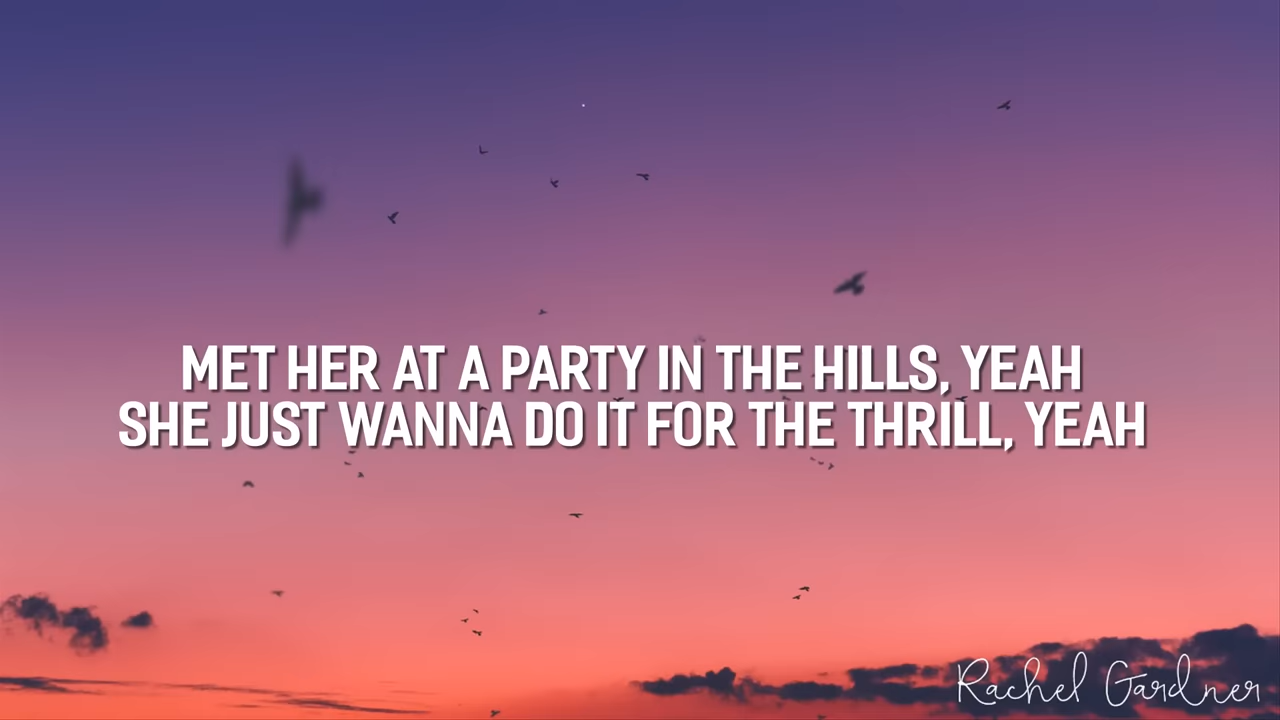 MET HER AT A PARTY IN THE HILLS, YEAH
SHE JUST WANNA DO IT FOR THE THRILL, YEAH
Rachel Gardner